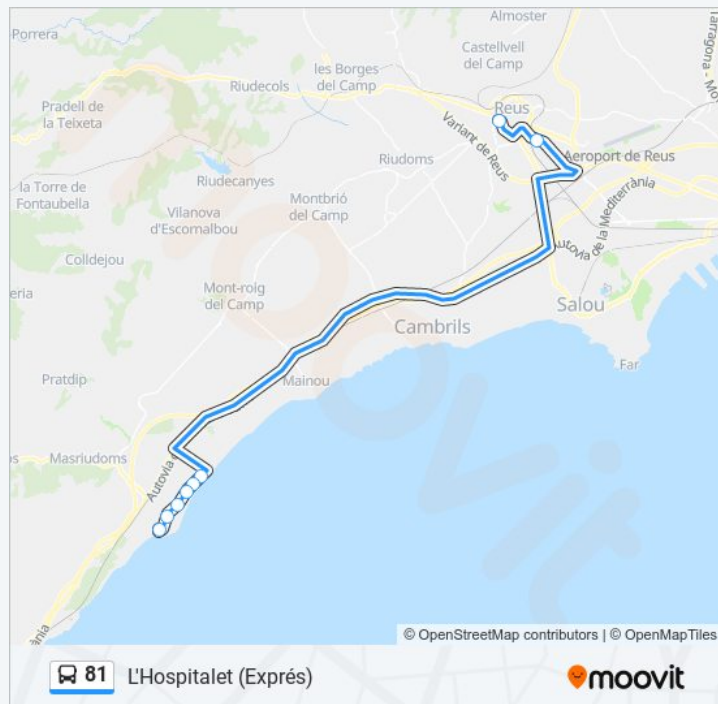 Porrera
Almoster
Castellvell
del Camp
les Borges
del Camp
Riudecols
Reus
Pradell de
la Teixeta
Variant de Reus
Tarragona - Mo
Aeroport de Reus
Riudoms
Riudecanyes
la Torre de
Fontaubella
Montbrió
del Camp
Vilanova
d'Escornalbou
Autovia de la Mediterrània
Colldejou
eria
Mont-roig
del Camp
Salou
Cambrils
Far
Pratdip
Mainou
os
Masriudoms
Autovia
ània
moovit
© OpenStreetMap contributors | © OpenMapTiles
81 L'Hospitalet (Exprés)
moovit